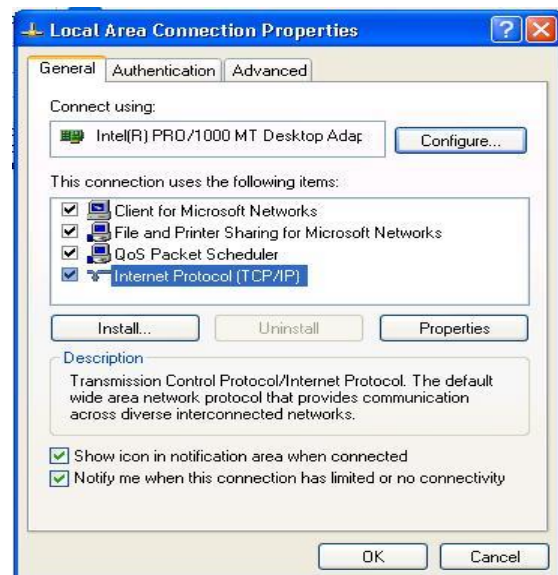 Local Area Connection Properties
General Authentication Advanced
Connect using:
Intel(R) PRO/1000 MT Desktop Adap
Configure...
This connection uses the following items:
Client for Microsoft Networks
File and Printer Sharing for Microsoft Networks
QoS Packet Scheduler
Internet Protocol (TCP/IP)
Install... Uninstall Properties
Description
Transmission Control Protocol/Internet Protocol. The default
wide area network protocol that provides communication
across diverse interconnected networks.
Show icon in notification area when connected
Notify me when this connection has limited or no connectivity
OK Cancel